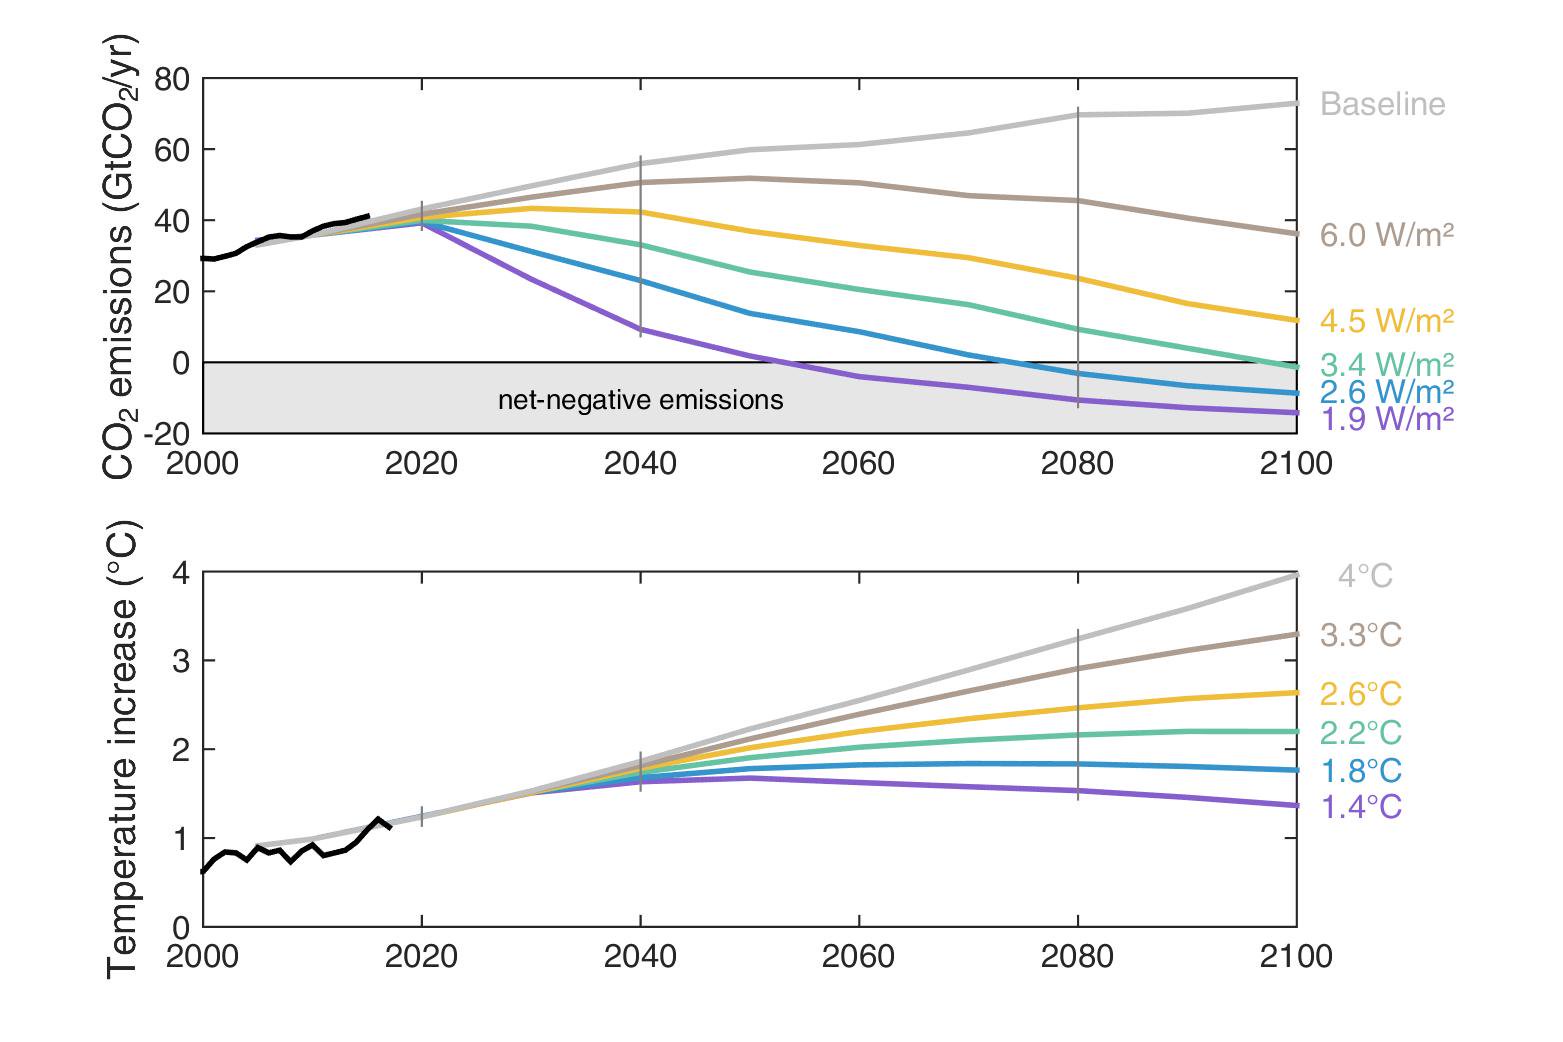 CO₂ emissions (GtCO₂/yr)
80
60
40
20
0
-20
net-negative emissions
Baseline
6.0 W/m²
4.5 W/m²
3.4 W/m²
2.6 W/m²
1.9 W/m²
2000 2020 2040 2060 2080 2100
Temperature increase (°C)
4
3
2
1
0
4°C
3.3°C
2.6°C
2.2°C
1.8°C
1.4°C
2000 2020 2040 2060 2080 2100